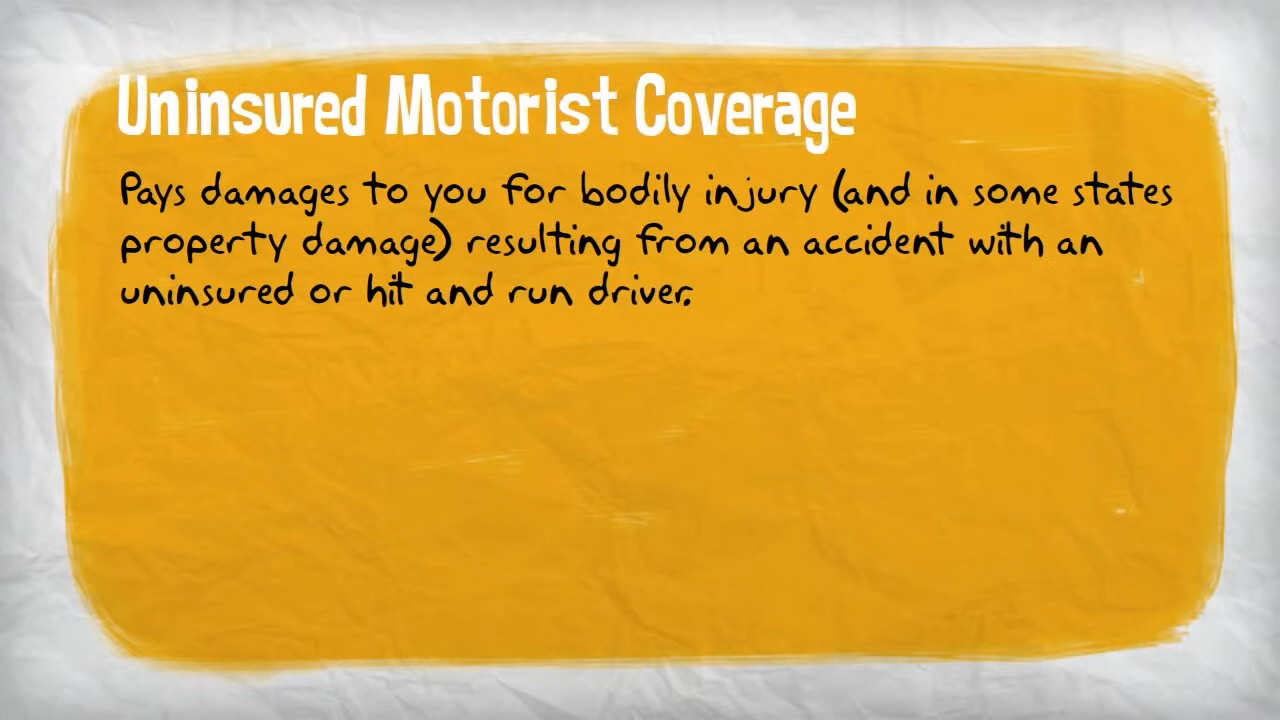 Uninsured Motorist Coverage
Pays damages to you for bodily injury (and in some states
property damage) resulting from an accident with an
uninsured or hit and run driver.